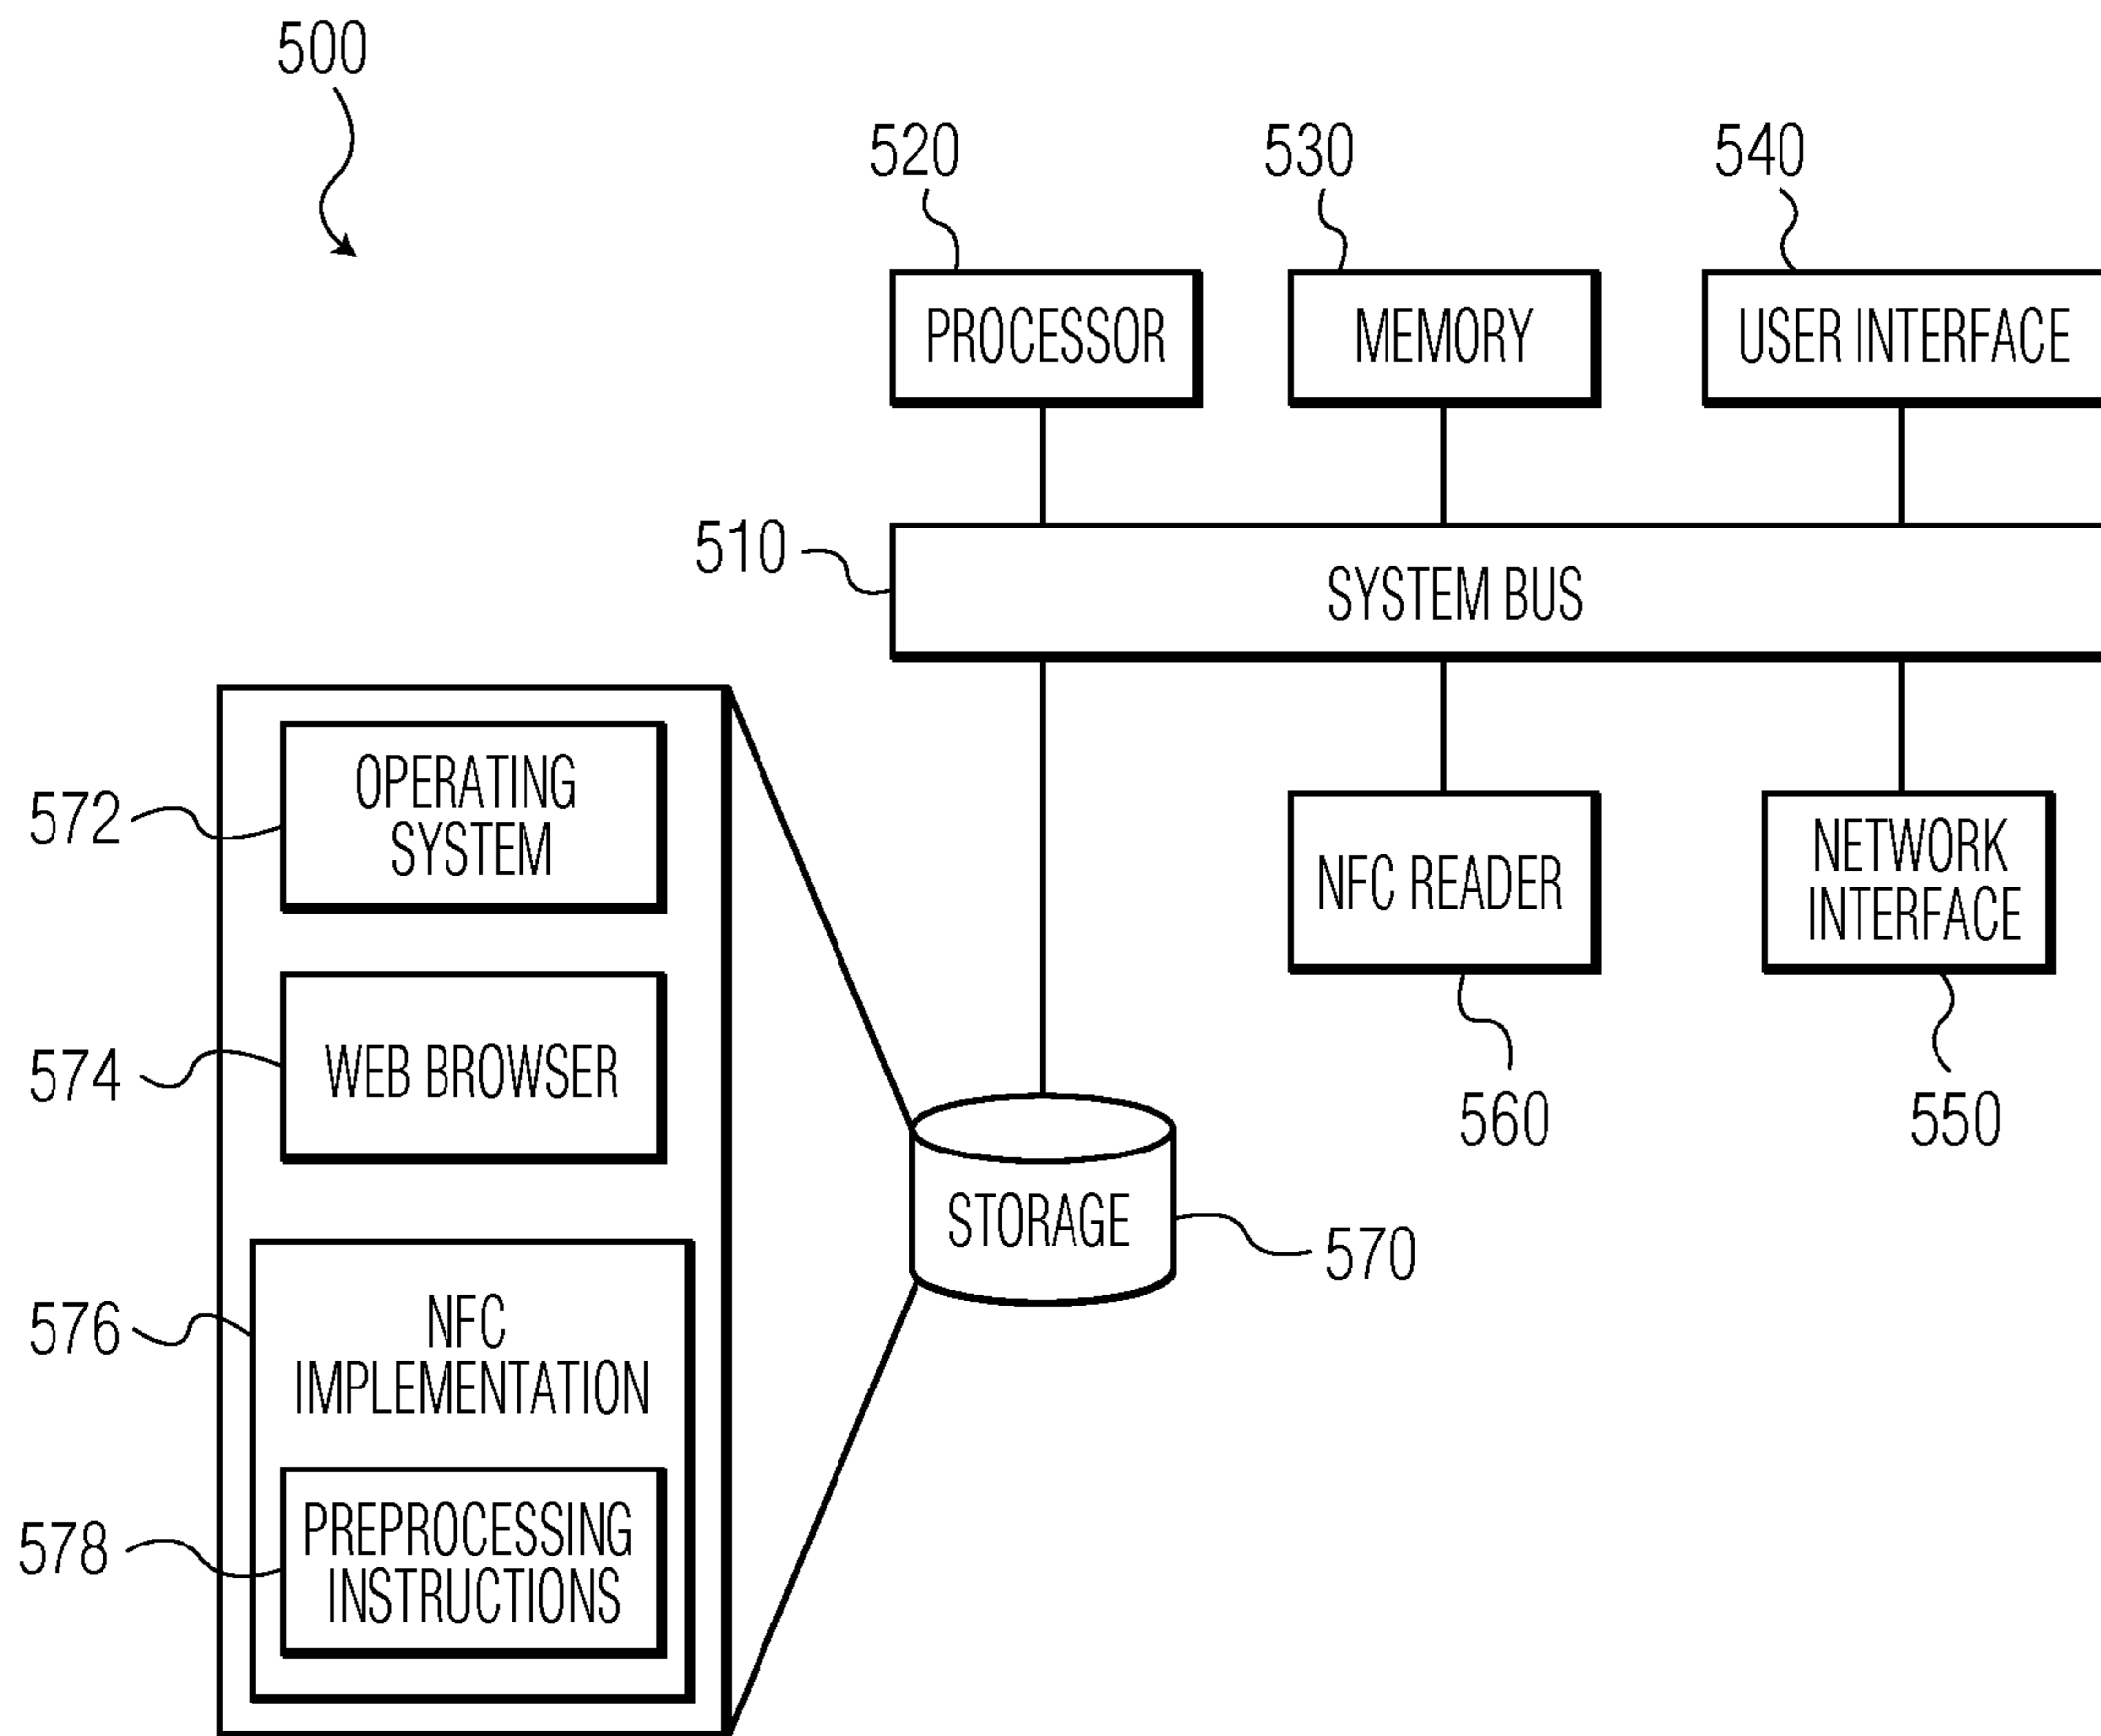 500
520
530
540
PROCESSOR
MEMORY
USER INTERFACE
510
SYSTEM BUS
572
OPERATING
SYSTEM
NFC READER
NETWORK
INTERFACE
574
WEB BROWSER
560
550
STORAGE
570
576
NFC
IMPLEMENTATION
578
PREPROCESSING
INSTRUCTIONS